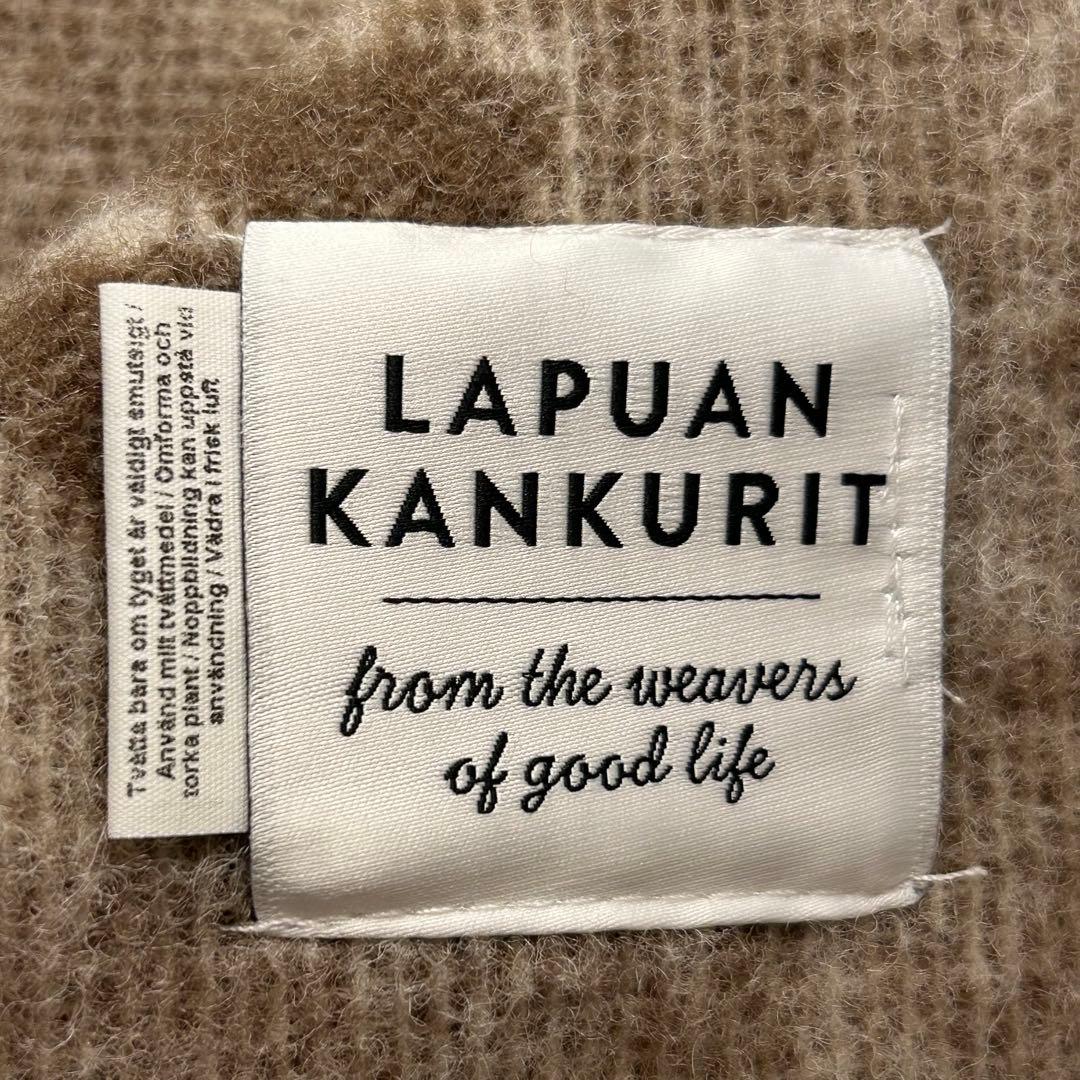 LAPUAN
KANKURIT
from the weavers
of good life
Tvätta bara om tyget är väldigt smutsigt /
Använd milt tvättmedel / Omforma och
torka plant / Noppbildning kan uppstå vid
användning / Vädra i frisk luft